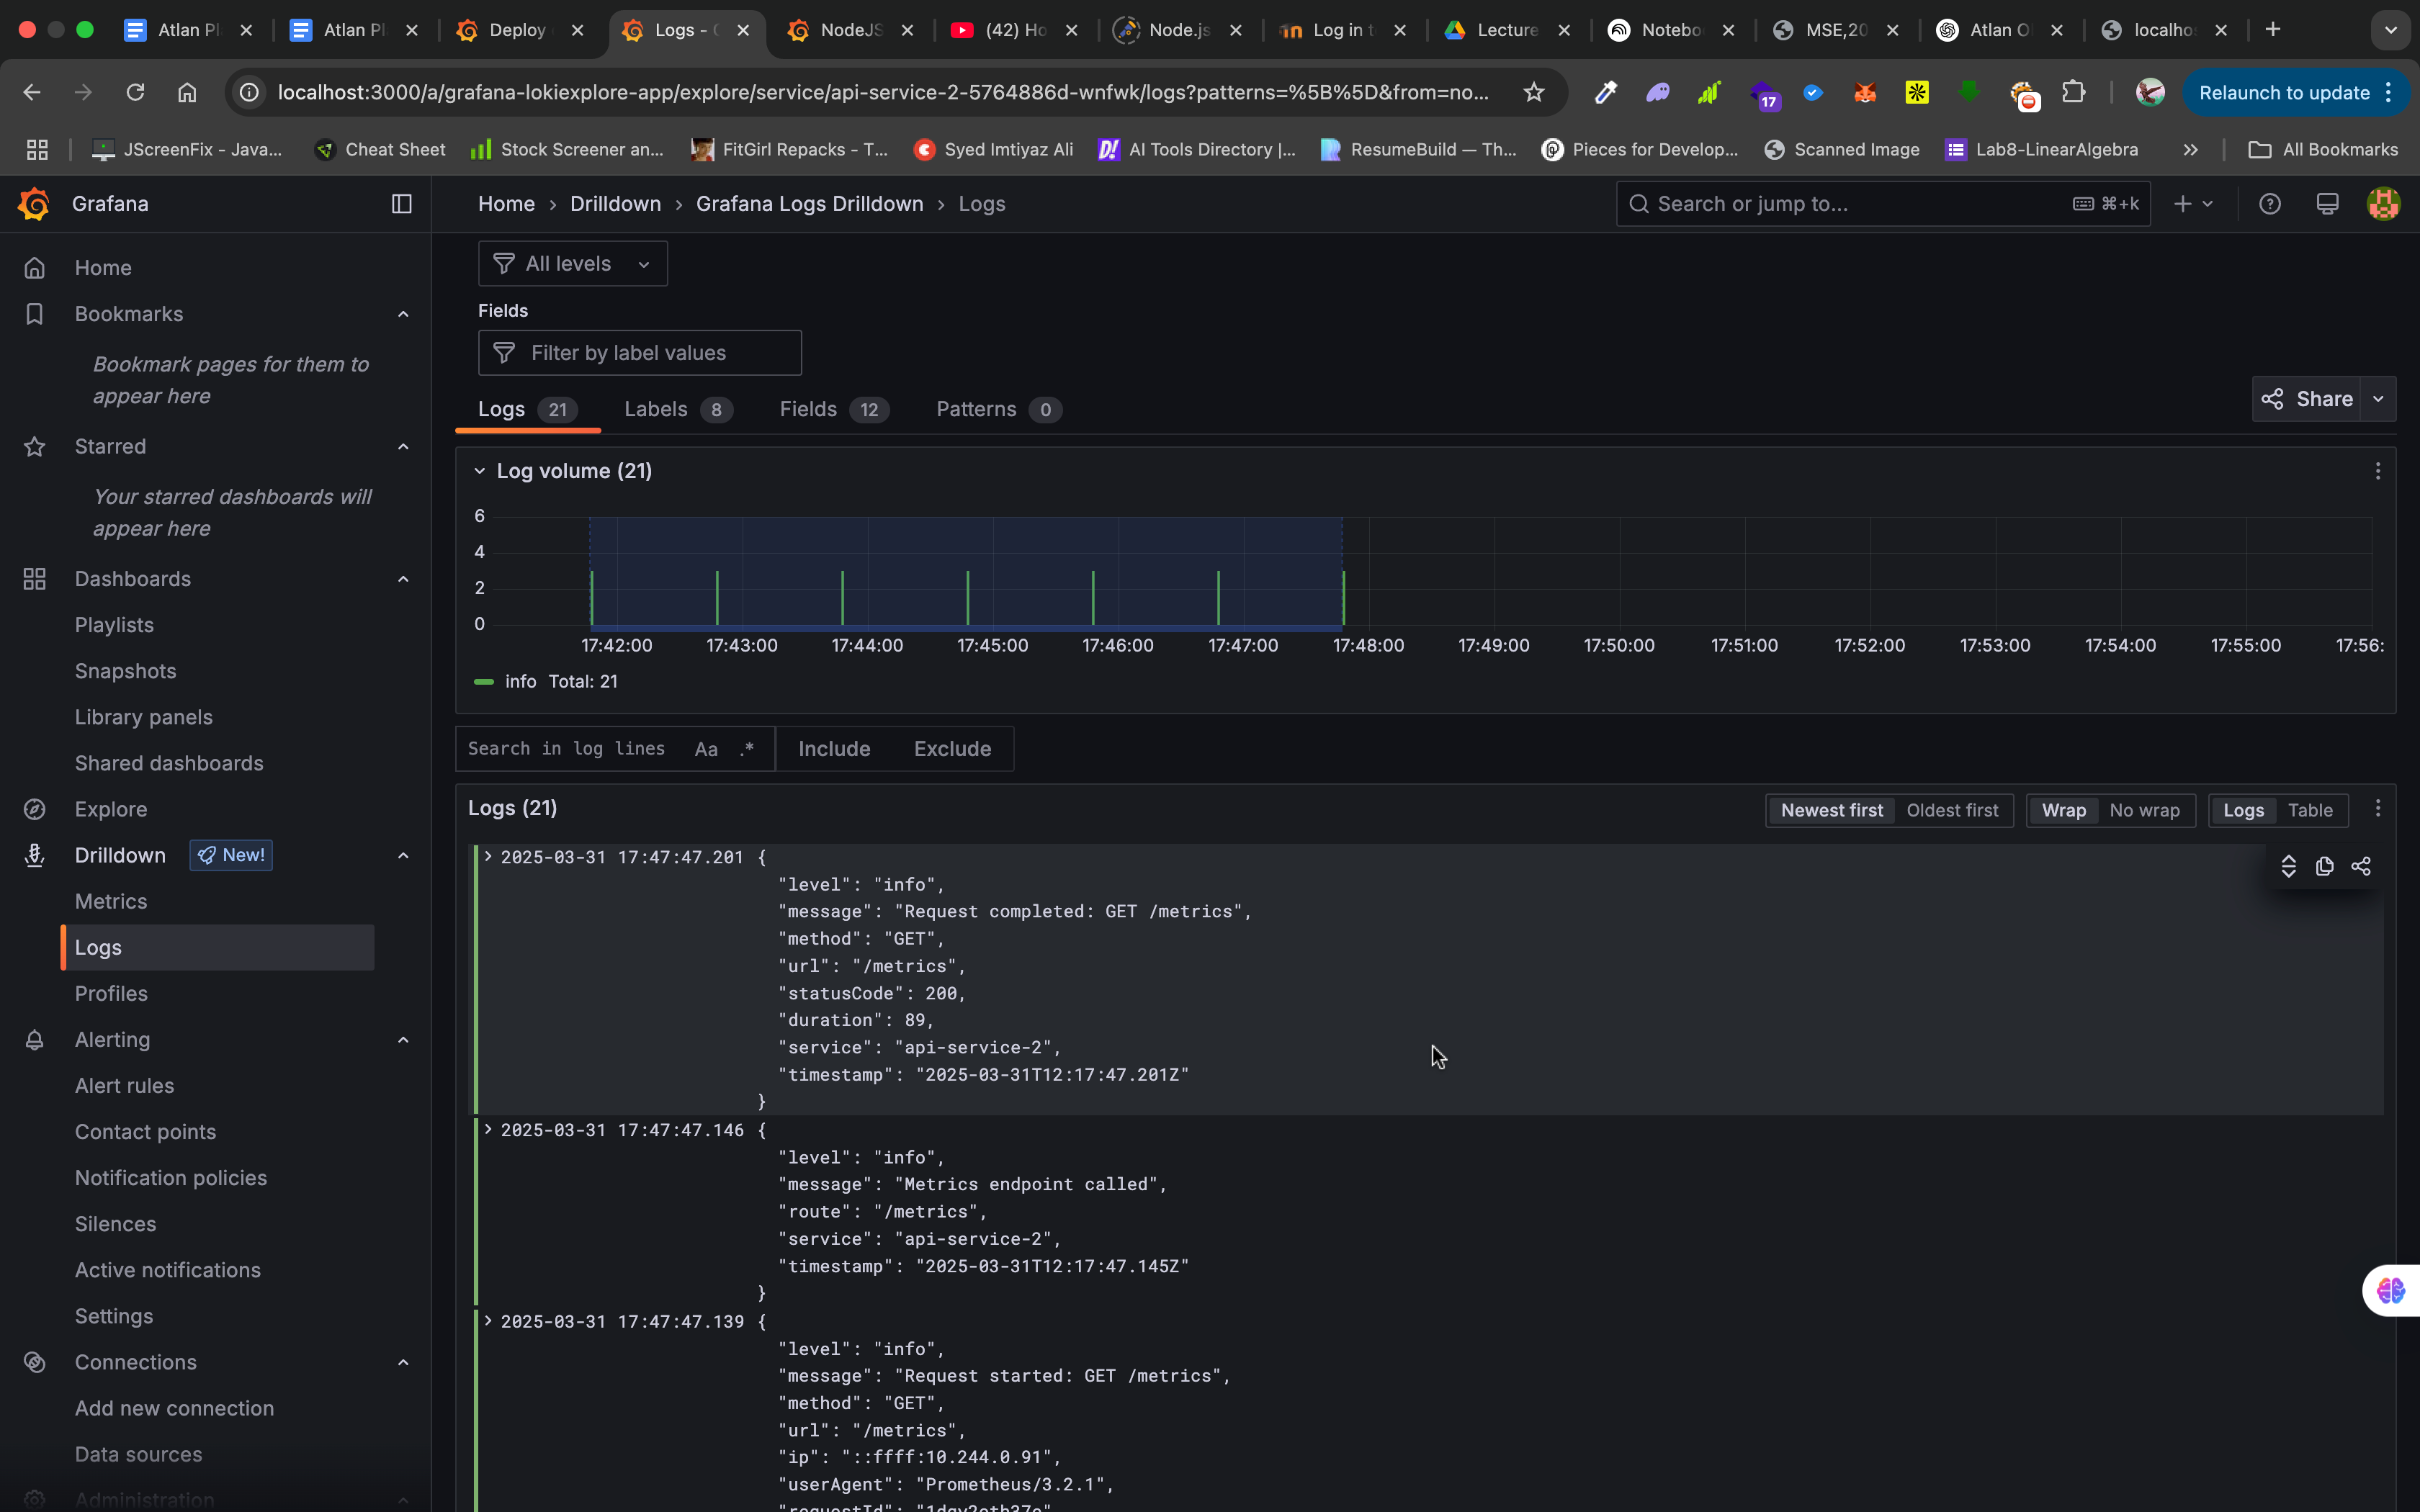 Atlan Pl
Atlan Pl
Deploy
Logs - G
NodeJS
(42) Ho
Node.js
Log in t
Lecture
Notebo
MSE,20
Atlan O
localho
localhost:3000/a/grafana-lokiexplore-app/explore/service/api-service-2-5764886d-wnfwk/logs?patterns=%5B%5D&from=no...
17
Relaunch to update
JScreenFix - Java...
Cheat Sheet
Stock Screener an...
FitGirl Repacks - T...
Syed Imtiyaz Ali
AI Tools Directory |...
ResumeBuild — Th...
Pieces for Develop...
Scanned Image
Lab8-LinearAlgebra
All Bookmarks
Grafana
Home › Drilldown › Grafana Logs Drilldown › Logs
Search or jump to...
⌘+k
Home
Bookmarks
Bookmark pages for them to
appear here
Starred
Your starred dashboards will
appear here
Dashboards
Playlists
Snapshots
Library panels
Shared dashboards
Explore
Drilldown New!
Metrics
Logs
Profiles
Alerting
Alert rules
Contact points
Notification policies
Silences
Active notifications
Settings
Connections
Add new connection
Data sources
Administration
All levels
Fields
Filter by label values
Logs 21
Labels 8
Fields 12
Patterns 0
Share
Log volume (21)
6
4
2
0
17:42:00 17:43:00 17:44:00 17:45:00 17:46:00 17:47:00 17:48:00 17:49:00 17:50:00 17:51:00 17:52:00 17:53:00 17:54:00 17:55:00 17:56:
info Total: 21
Search in log lines Aa .* Include Exclude
Logs (21)
Newest first Oldest first
Wrap No wrap
Logs Table
2025-03-31 17:47:47.201 {
"level": "info",
"message": "Request completed: GET /metrics",
"method": "GET",
"url": "/metrics",
"statusCode": 200,
"duration": 89,
"service": "api-service-2",
"timestamp": "2025-03-31T12:17:47.201Z"
}
2025-03-31 17:47:47.146 {
"level": "info",
"message": "Metrics endpoint called",
"route": "/metrics",
"service": "api-service-2",
"timestamp": "2025-03-31T12:17:47.145Z"
}
2025-03-31 17:47:47.139 {
"level": "info",
"message": "Request started: GET /metrics",
"method": "GET",
"url": "/metrics",
"ip": "::ffff:10.244.0.91",
"userAgent": "Prometheus/3.2.1",